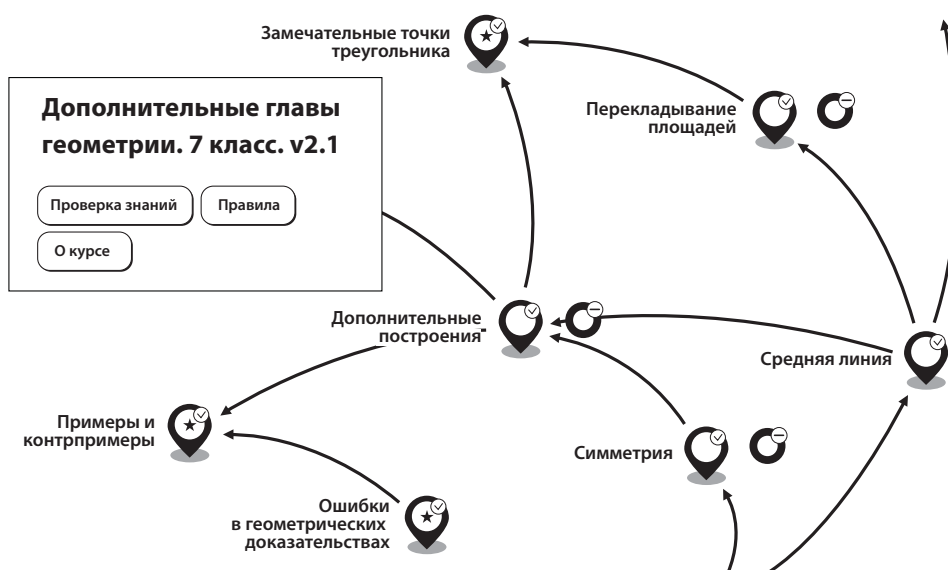 Замечательные точки
треугольника
Дополнительные главы
геометрии. 7 класс. v2.1
Проверка знаний
Правила
О курсе
Перекладывание
площадей
Дополнительные
построения
Средняя линия
Примеры и
контрпримеры
Симметрия
Ошибки
в геометрических
доказательствах